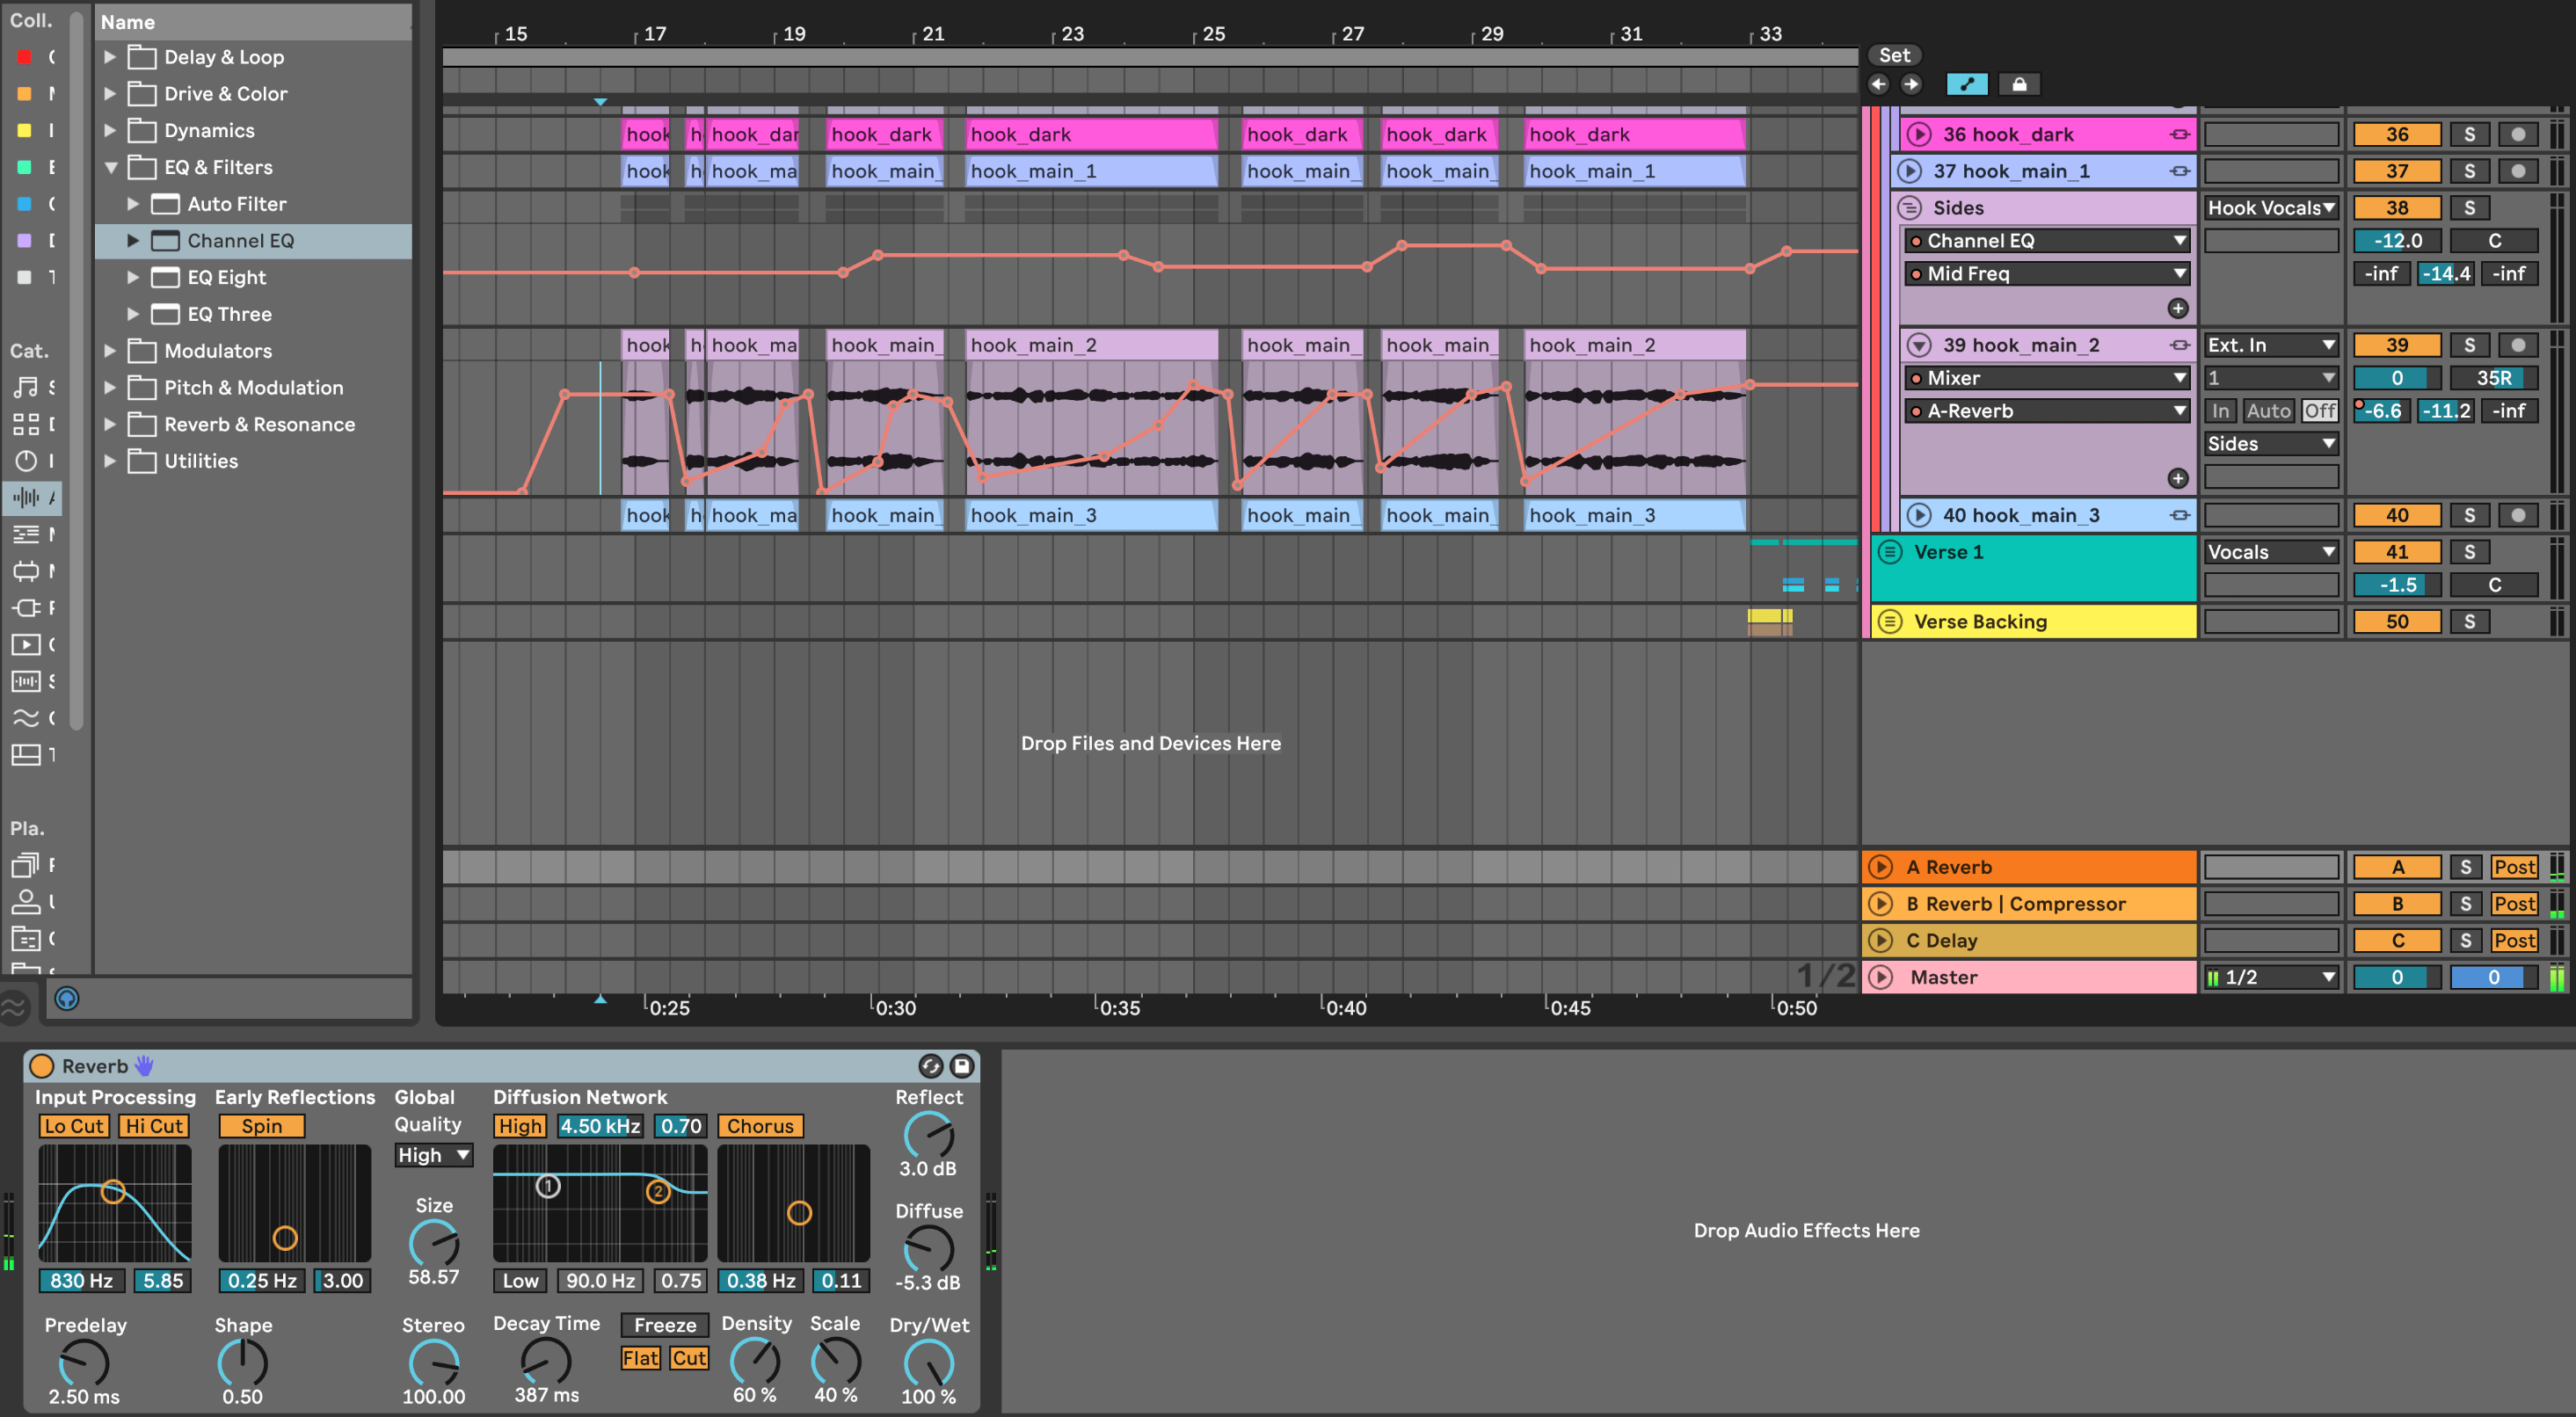 Coll.
Name
Delay & Loop
Drive & Color
Dynamics
EQ & Filters
Auto Filter
Channel EQ
EQ Eight
EQ Three
Modulators
Pitch & Modulation
Reverb & Resonance
Utilities
Cat.
Pla.
15 17 19 21 23 25 27 29 31 33
Set
hook h hook_dar hook_dark hook_dark hook_dark hook_dark hook_dark
36 hook_dark 36 S
hook h hook_ma hook_main_ hook_main_1 hook_main_ hook_main_ hook_main_1
37 hook_main_1 37 S
Sides Hook Vocals 38 S
Channel EQ -12.0 C
Mid Freq -inf -14.4 -inf
hook h hook_ma hook_main_ hook_main_2 hook_main_ hook_main_ hook_main_2
39 hook_main_2 Ext. In 39 S
Mixer 1 0 35R
A-Reverb In Auto Off -6.6 -11.2 -inf
Sides
hook h hook_ma hook_main_ hook_main_3 hook_main_ hook_main_ hook_main_3
40 hook_main_3 40 S
Verse 1 Vocals 41 S
-1.5 C
Verse Backing 50 S
Drop Files and Devices Here
A Reverb A S Post
B Reverb | Compressor B S Post
C Delay C S Post
1/2
Master 1/2 0 0
0:25 0:30 0:35 0:40 0:45 0:50
Reverb
Input Processing
Lo Cut Hi Cut
830 Hz 5.85
Predelay
2.50 ms
Early Reflections
Spin
0.25 Hz 3.00
Shape
0.50
Global
Quality
High
Size
58.57
Stereo
100.00
Diffusion Network
High 4.50 kHz 0.70 Chorus
1 2
Low 90.0 Hz 0.75 0.38 Hz 0.11
Decay Time
387 ms
Freeze
Flat Cut
Density
60 %
Scale
40 %
Reflect
3.0 dB
Diffuse
-5.3 dB
Dry/Wet
100 %
Drop Audio Effects Here